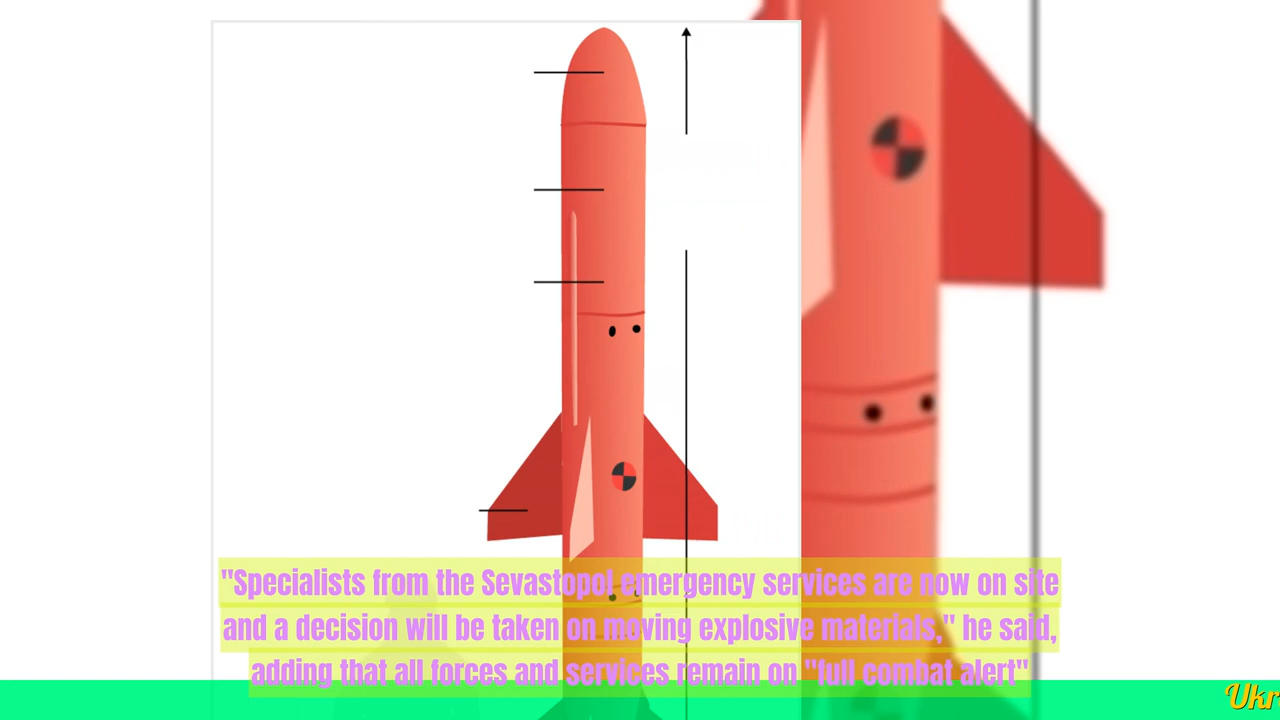 "Specialists from the Sevastopol emergency services are now on site
and a decision will be taken on moving explosive materials," he said,
adding that all forces and services remain on "full combat alert"
Ukr